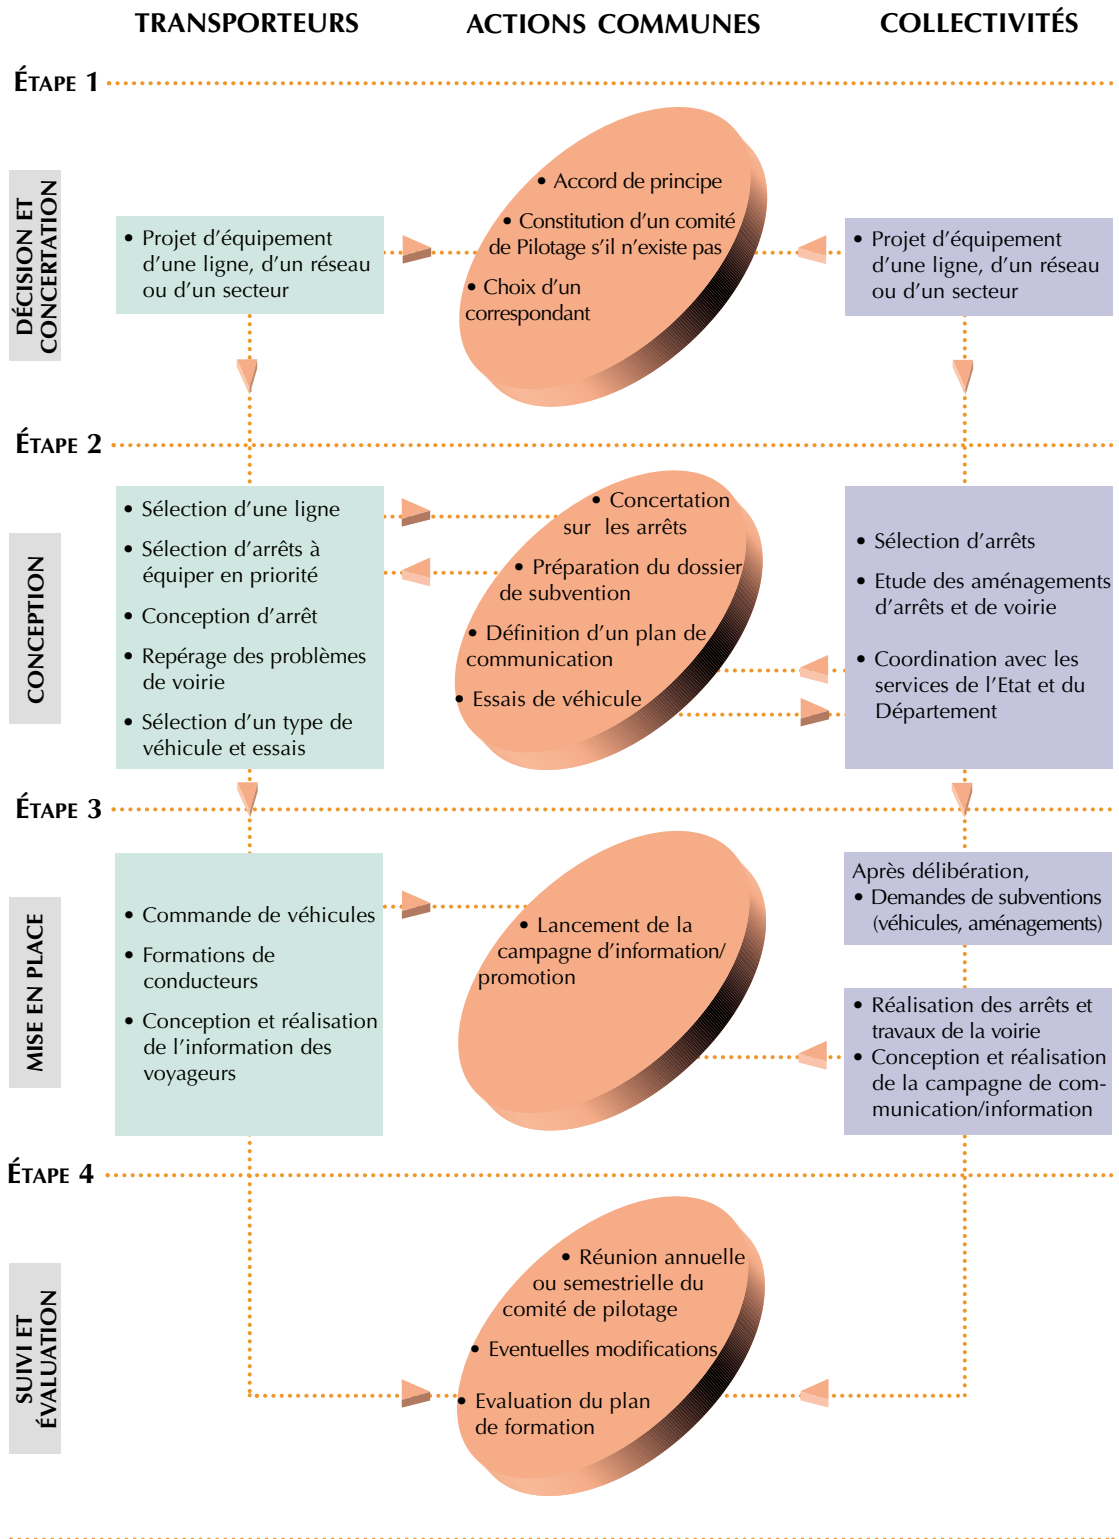 TRANSPORTEURS
ACTIONS COMMUNES
COLLECTIVITÉS
ÉTAPE 1
DÉCISION ET
CONCERTATION
• Projet d'équipement
d'une ligne, d'un réseau
ou d'un secteur
• Accord de principe
• Constitution d'un comité
de Pilotage s'il n'existe pas
• Choix d'un
correspondant
• Projet d'équipement
d'une ligne, d'un réseau
ou d'un secteur
ÉTAPE 2
CONCEPTION
• Sélection d'une ligne
• Sélection d'arrêts à
équiper en priorité
• Conception d'arrêt
• Repérage des problèmes
de voirie
• Sélection d'un type de
véhicule et essais
• Concertation
sur les arrêts
• Préparation du dossier
de subvention
• Définition d'un plan de
communication
• Essais de véhicule
• Sélection d'arrêts
• Etude des aménagements
d'arrêts et de voirie
• Coordination avec les
services de l'Etat et du
Département
ÉTAPE 3
MISE EN PLACE
• Commande de véhicules
• Formations de
conducteurs
• Conception et réalisation
de l'information des
voyageurs
• Lancement de la
campagne d'information/
promotion
Après délibération,
• Demandes de subventions
(véhicules, aménagements)
• Réalisation des arrêts et
travaux de la voirie
• Conception et réalisation
de la campagne de com-
munication/information
ÉTAPE 4
SUIVI ET
ÉVALUATION
• Réunion annuelle
ou semestrielle du
comité de pilotage
• Eventuelles modifications
• Evaluation du plan
de formation